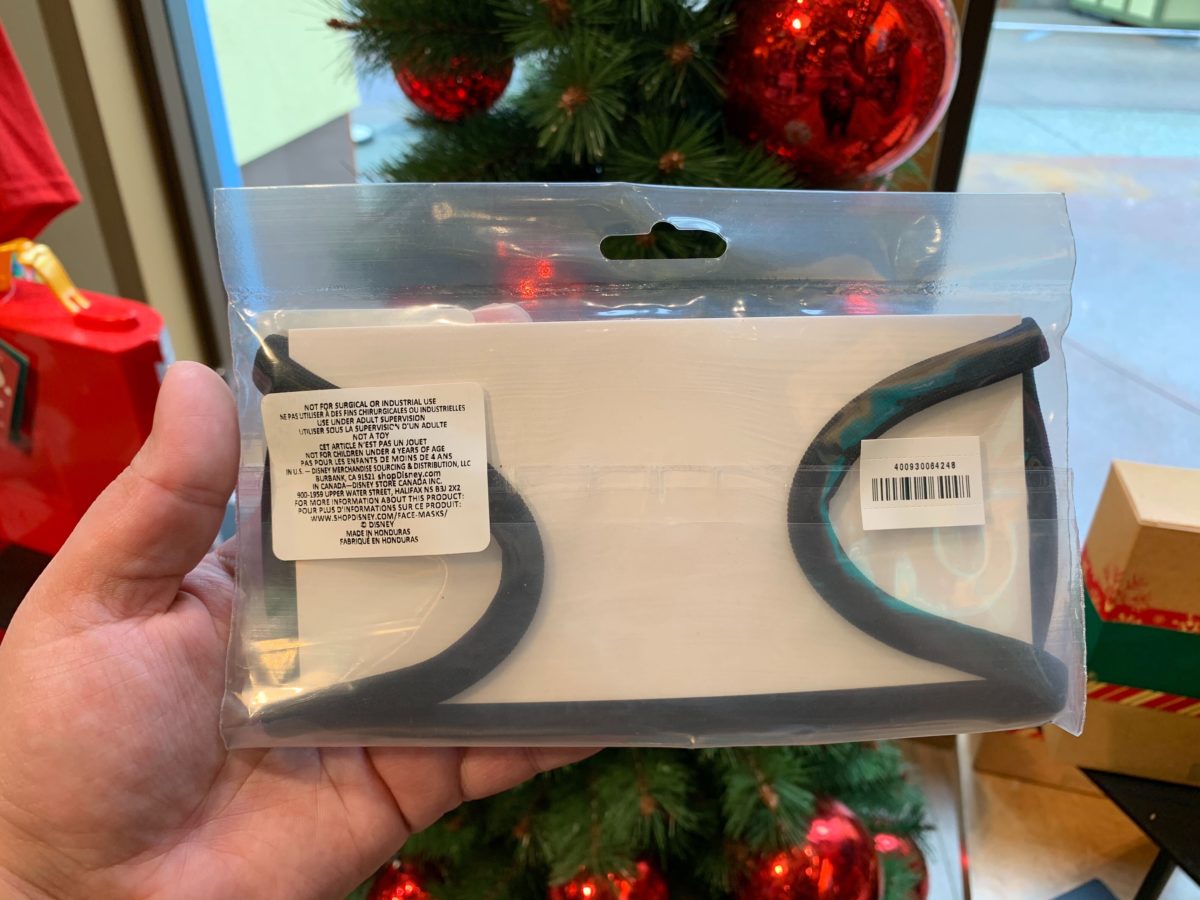 NOT FOR SURGICAL OR INDUSTRIAL USE
NE PAS UTILISER À DES FINS CHIRURGICALES OU INDUSTRIELLES
USE UNDER ADULT SUPERVISION
UTILISER SOUS LA SUPERVISION D'UN ADULTE
NOT A TOY
CET ARTICLE N'EST PAS UN JOUET
NOT FOR CHILDREN UNDER 4 YEARS OF AGE
PAS POUR LES ENFANTS DE MOINS DE 4 ANS
IN U.S. — DISNEY MERCHANDISE SOURCING & DISTRIBUTION, LLC
BURBANK, CA 91521 shopDisney.com
IN CANADA—DISNEY STORE CANADA INC.
900-1959 UPPER WATER STREET, HALIFAX NS B3J 2X2
FOR MORE INFORMATION ABOUT THIS PRODUCT:
POUR PLUS D'INFORMATIONS SUR CE PRODUIT:
WWW.SHOPDISNEY.COM/FACE-MASKS/
© DISNEY
MADE IN HONDURAS
FABRIQUÉ EN HONDURAS
400930064248